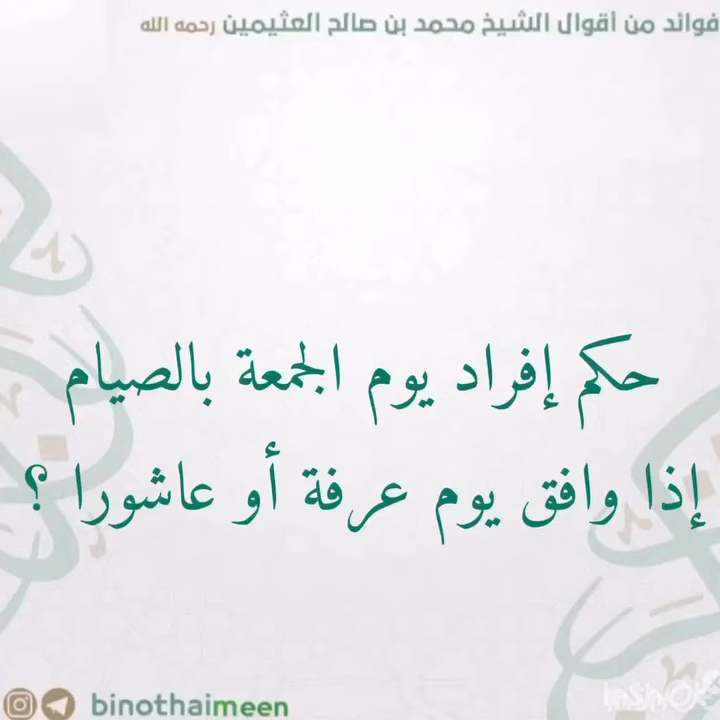 فوائد من أقوال الشيخ محمد بن صالح العثيمين رحمه الله
حكم إفراد يوم الجمعة بالصيام
إذا وافق يوم عرفة أو عاشورا ؟
binothaimeen
InShOt